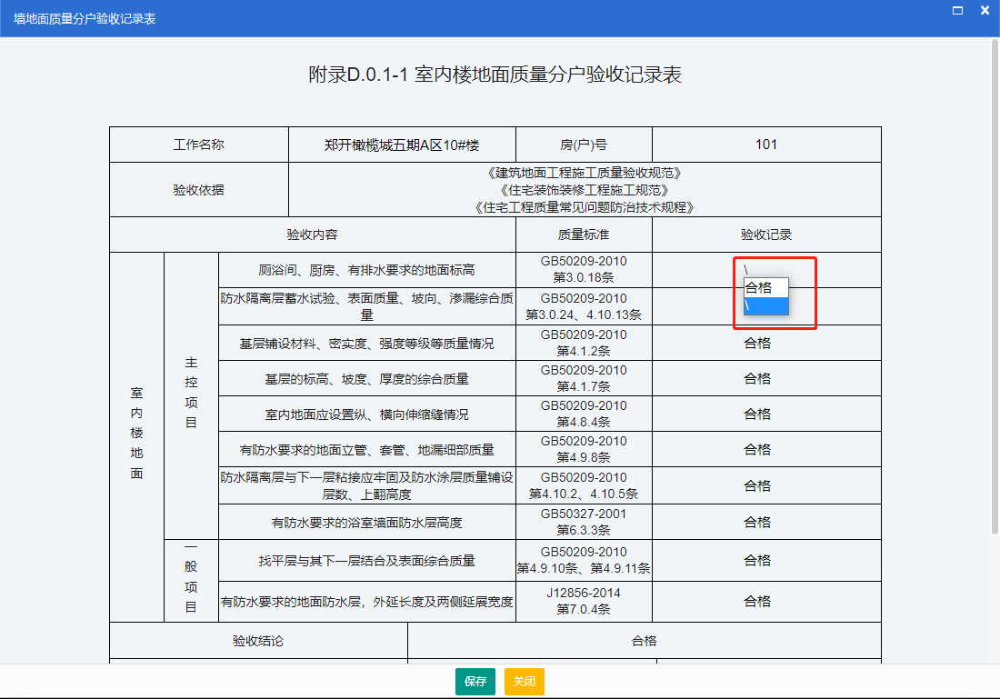 墙地面质量分户验收记录表
附录D.0.1-1 室内楼地面质量分户验收记录表
工作名称
郑开橄榄城五期A区10#楼
房(户)号
101
验收依据
《建筑地面工程施工质量验收规范》
《住宅装饰装修工程施工规范》
《住宅工程质量常见问题防治技术规程》
验收内容
质量标准
验收记录
室内楼地面
主控项目
厕浴间、厨房、有排水要求的地面标高
GB50209-2010
第3.0.18条
\
合格
\
防水隔离层蓄水试验、表面质量、坡向、渗漏综合质
量
GB50209-2010
第3.0.24、4.10.13条
基层铺设材料、密实度、强度等级等质量情况
GB50209-2010
第4.1.2条
合格
基层的标高、坡度、厚度的综合质量
GB50209-2010
第4.1.7条
合格
室内地面应设置纵、横向伸缩缝情况
GB50209-2010
第4.8.4条
合格
有防水要求的地面立管、套管、地漏细部质量
GB50209-2010
第4.9.8条
合格
防水隔离层与下一层粘接应牢固及防水涂层质量铺设
层数、上翻高度
GB50209-2010
第4.10.2、4.10.5条
合格
有防水要求的浴室墙面防水层高度
GB50327-2001
第6.3.3条
合格
一般项目
找平层与其下一层结合及表面综合质量
GB50209-2010
第4.9.10条、第4.9.11条
合格
有防水要求的地面防水层，外延长度及两侧延展宽度
J12856-2014
第7.0.4条
合格
验收结论
合格
保存
关闭